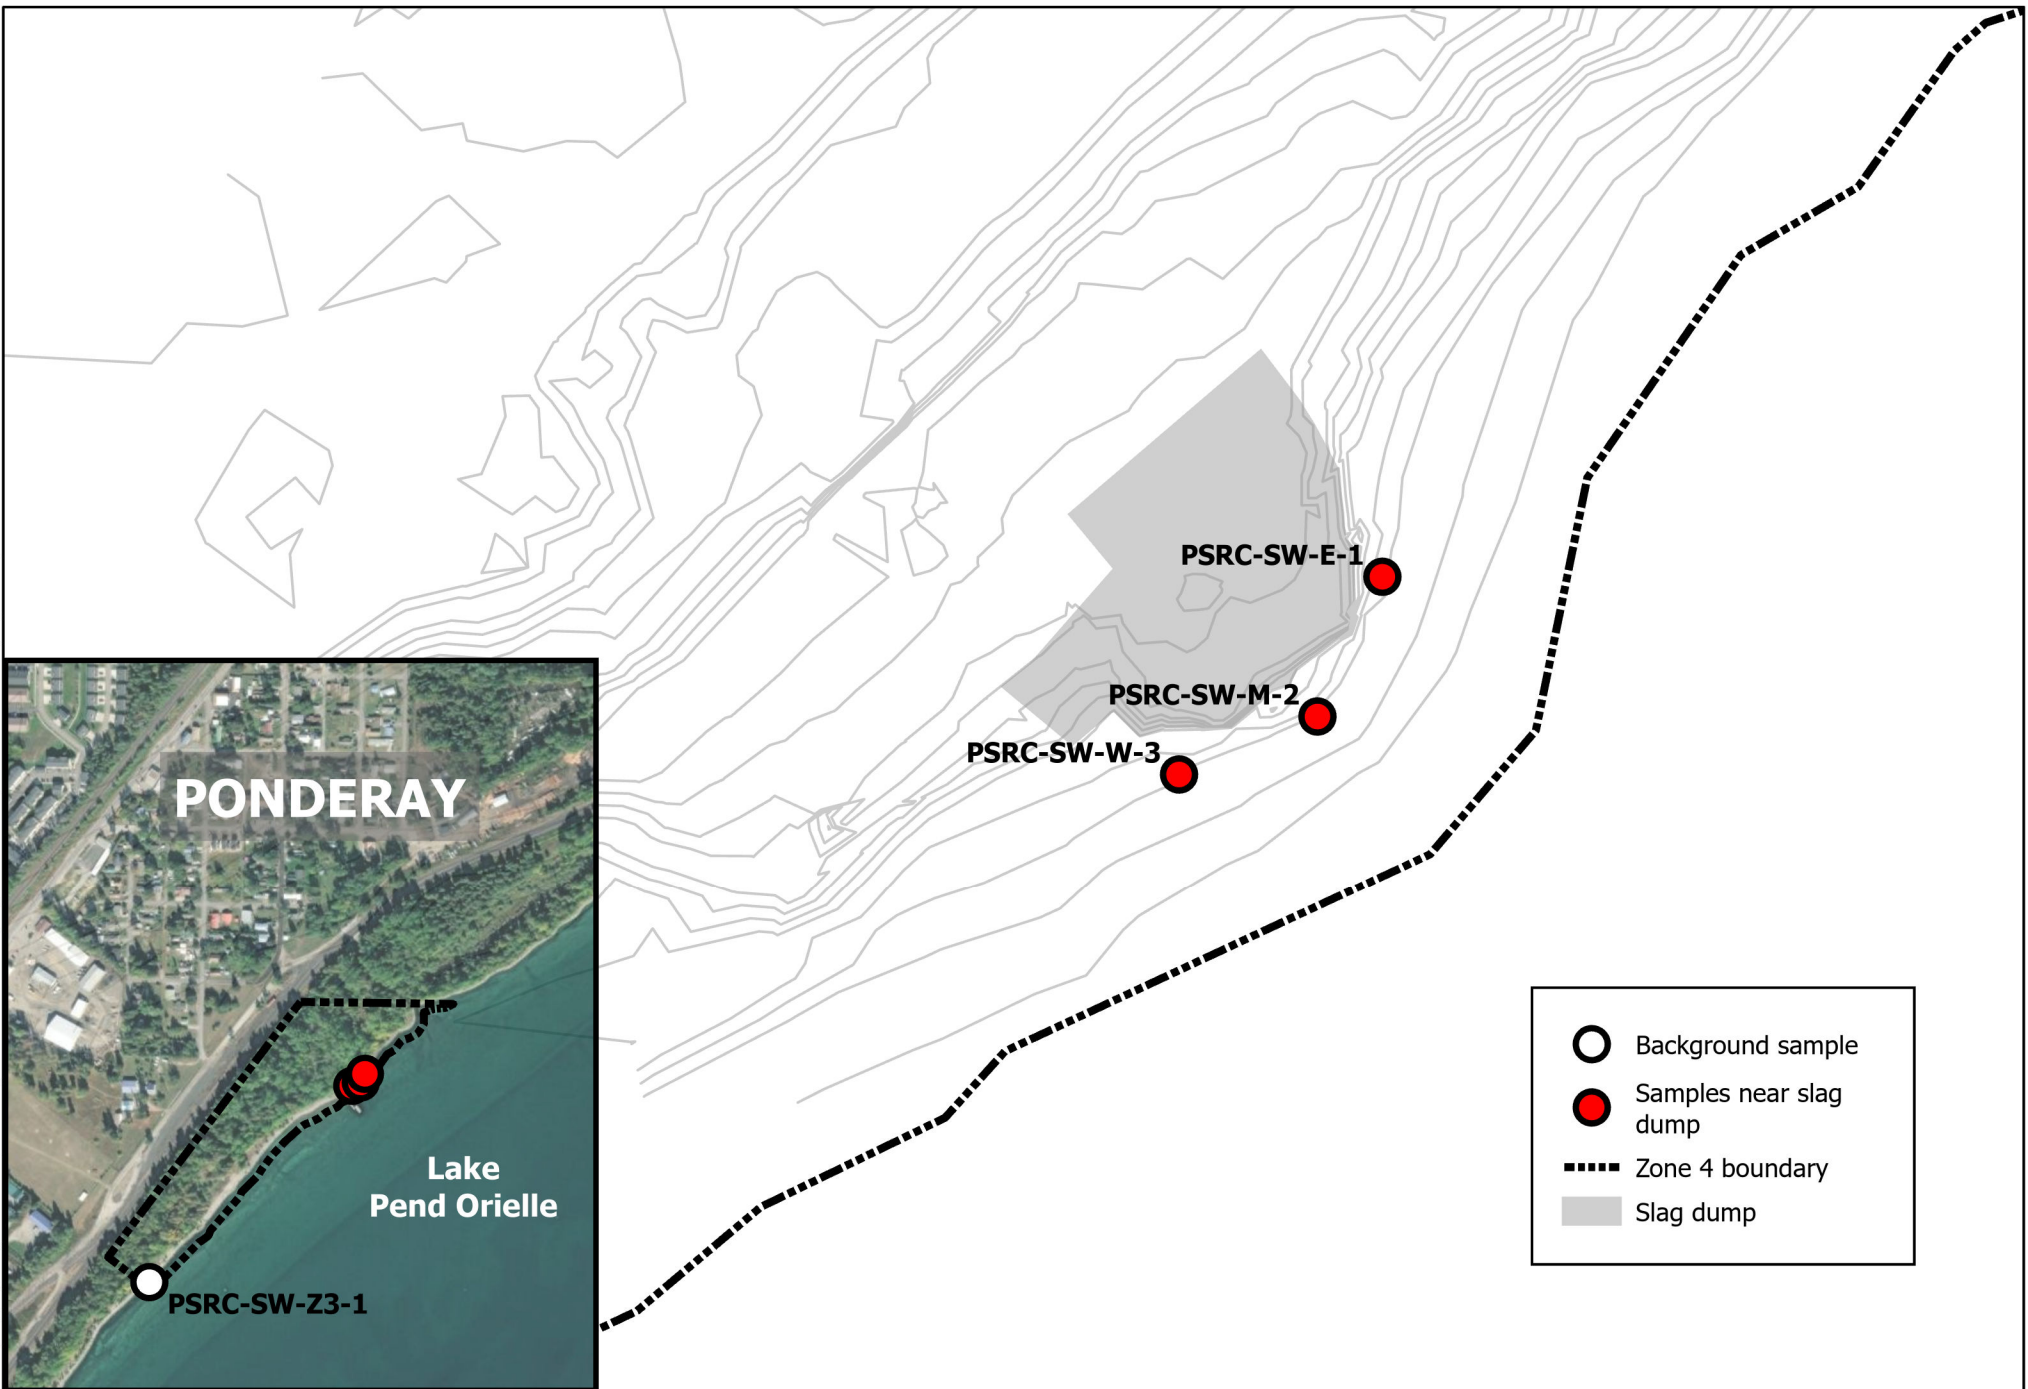 PSRC-SW-E-1
PSRC-SW-M-2
PSRC-SW-W-3
PONDERAY
Lake
Pend Orielle
PSRC-SW-Z3-1
Background sample
Samples near slag
dump
Zone 4 boundary
Slag dump